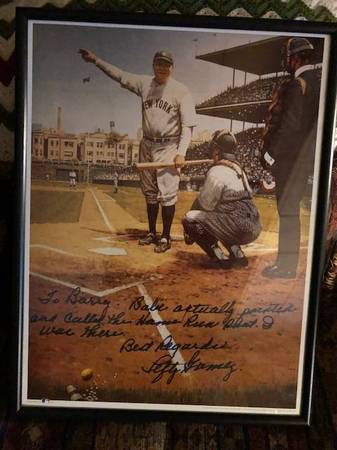 NEW YORK
To Barry. Babe actually pointed
and Called the Home Run Shot. I
was there
Best Regards.
Lefty Gomez